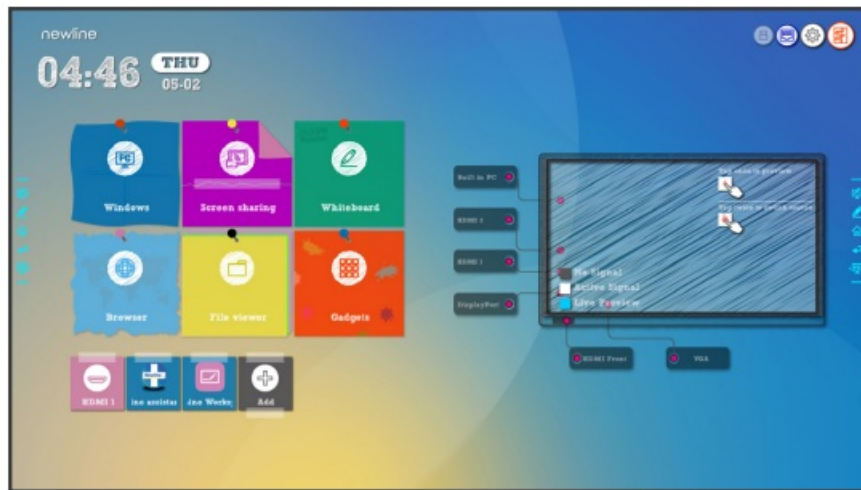 newline
04:46 THU
05-02
PC
Windows
Screen sharing
Whiteboard
Browser
File viewer
Gadgets
HDMI 1
Add
Built in PC
HDMI 2
HDMI 1
DisplayPort
HDMI Front
VGA
No Signal
Active Signal
Live Preview